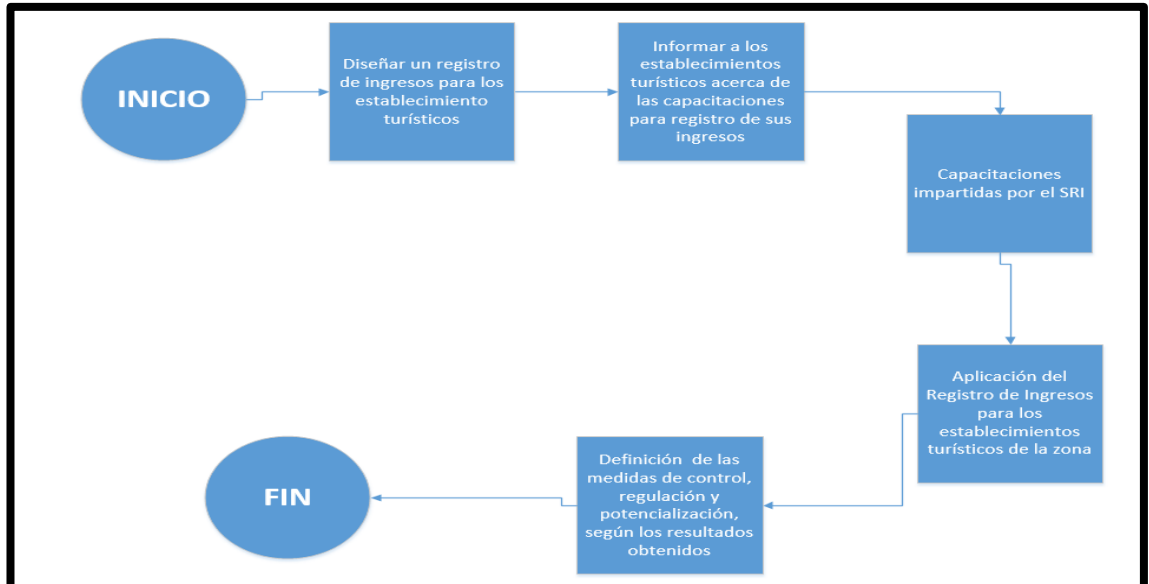 INICIO
Diseñar un registro
de ingresos para los
establecimiento
turísticos
Informar a los
establecimientos
turísticos acerca de
las capacitaciones
para registro de sus
ingresos
Capacitaciones
impartidas por el SRI
Aplicación del
Registro de Ingresos
para los
establecimientos
turísticos de la zona
Definición de las
medidas de control,
regulación y
potencialización,
según los resultados
obtenidos
FIN